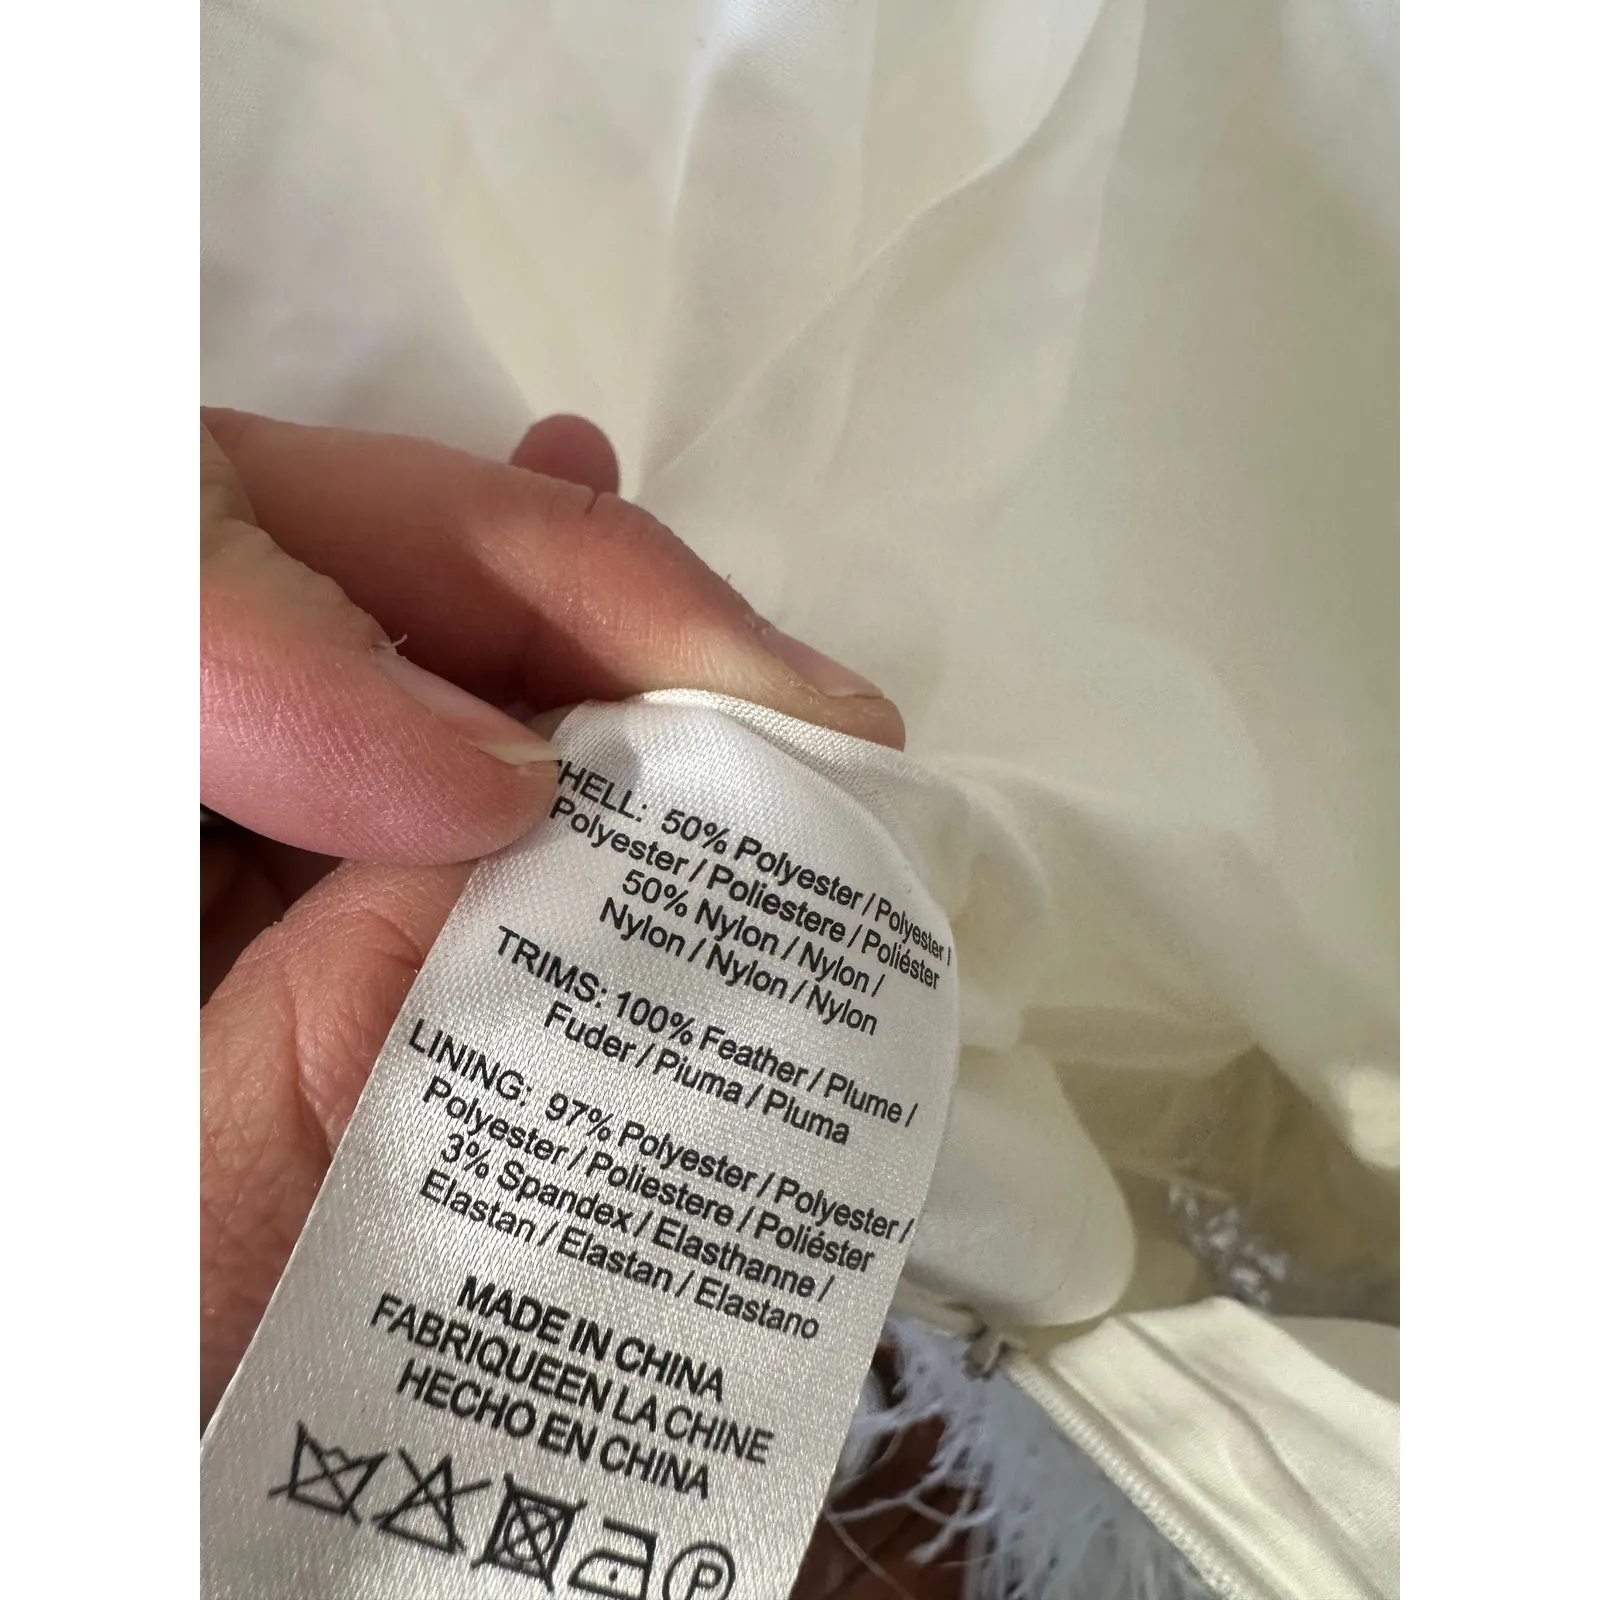 HELL: 50% Polyester / Polyester /
Polyester / Poliestere / Poliéster
50% Nylon / Nylon /
Nylon / Nylon / Nylon
TRIMS: 100% Feather / Plume /
Fuder / Piuma / Pluma
LINING: 97% Polyester / Polyester /
Polyester / Poliestere / Poliéster
3% Spandex / Elasthanne /
Elastan / Elastan / Elastano
MADE IN CHINA
FABRIQUEEN LA CHINE
HECHO EN CHINA
P